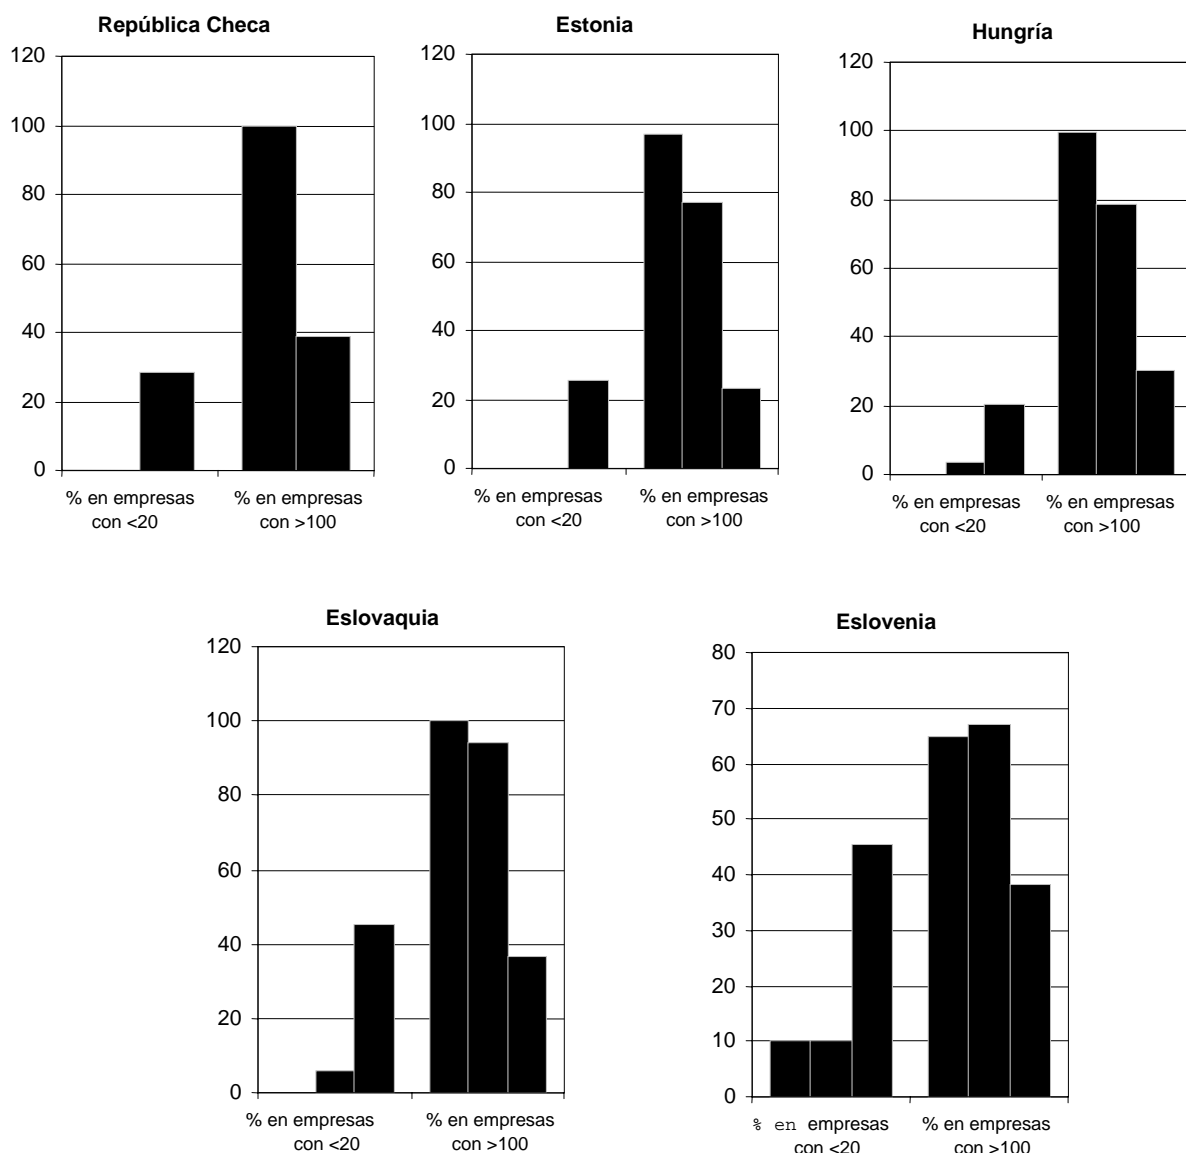 República Checa
120
100
80
60
40
20
0
% en empresas
con <20
% en empresas
con >100
Estonia
120
100
80
60
40
20
0
% en empresas
con <20
% en empresas
con >100
Hungría
120
100
80
60
40
20
0
% en empresas
con <20
% en empresas
con >100
Eslovaquia
120
100
80
60
40
20
0
% en empresas
con <20
% en empresas
con >100
Eslovenia
80
70
60
50
40
30
20
10
0
% en empresas
con <20
% en empresas
con >100